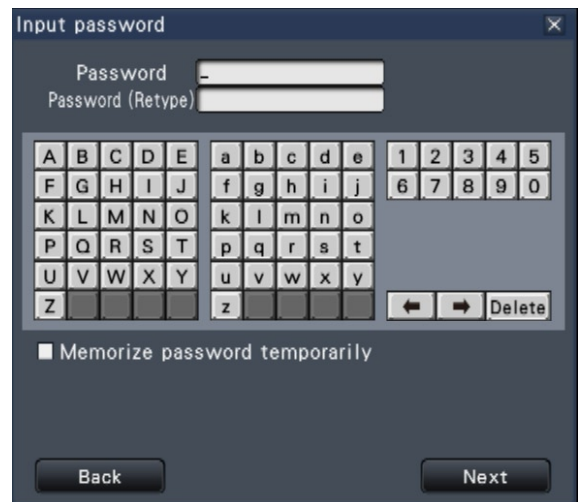 Input password
Password _
Password (Retype)
A B C D E a b c d e 1 2 3 4 5
F G H I J f g h i j 6 7 8 9 0
K L M N O k l m n o
P Q R S T p q r s t
U V W X Y u v w x y
Z z ← → Delete
Memorize password temporarily
Back Next